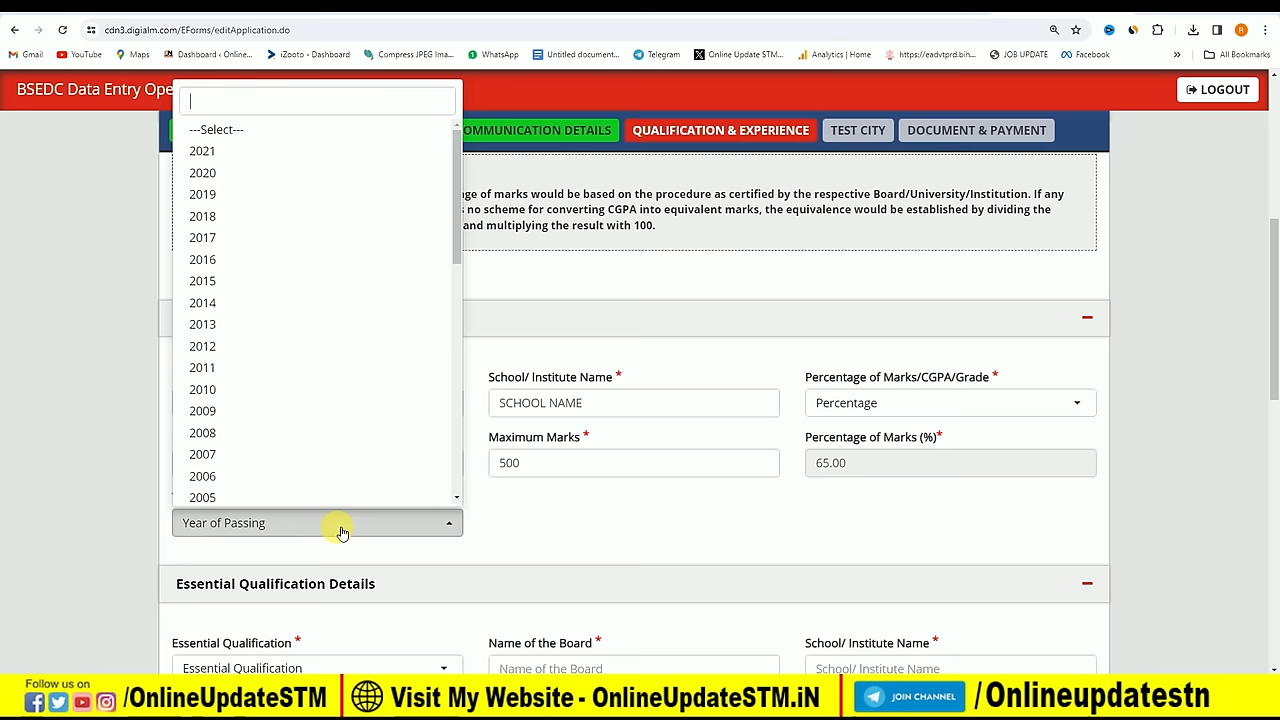 cdn3.digialm.com/EForms/editApplication.do
R
Gmail YouTube Maps Dashboard ‹ Online... iZooto - Dashboard Compress JPEG Ima... WhatsApp Untitled document... Telegram Online Update STM... Analytics | Home https://eadvtprd.bih... JOB UPDATE Facebook » All Bookmarks
BSEDC Data Entry Ope
LOGOUT
OMMUNICATION DETAILS QUALIFICATION & EXPERIENCE TEST CITY DOCUMENT & PAYMENT
---Select---
2021
2020
2019
2018
2017
2016
2015
2014
2013
2012
2011
2010
2009
2008
2007
2006
2005
Year of Passing
ge of marks would be based on the procedure as certified by the respective Board/University/Institution. If any
s no scheme for converting CGPA into equivalent marks, the equivalence would be established by dividing the
and multiplying the result with 100.
School/ Institute Name * Percentage of Marks/CGPA/Grade *
SCHOOL NAME Percentage
Maximum Marks * Percentage of Marks (%)*
500 65.00
Essential Qualification Details
Essential Qualification * Name of the Board * School/ Institute Name *
Essential Qualification Name of the Board School/ Institute Name
Follow us on
/OnlineUpdateSTM Visit My Website - OnlineUpdateSTM.iN JOIN CHANNEL /Onlineupdatestn